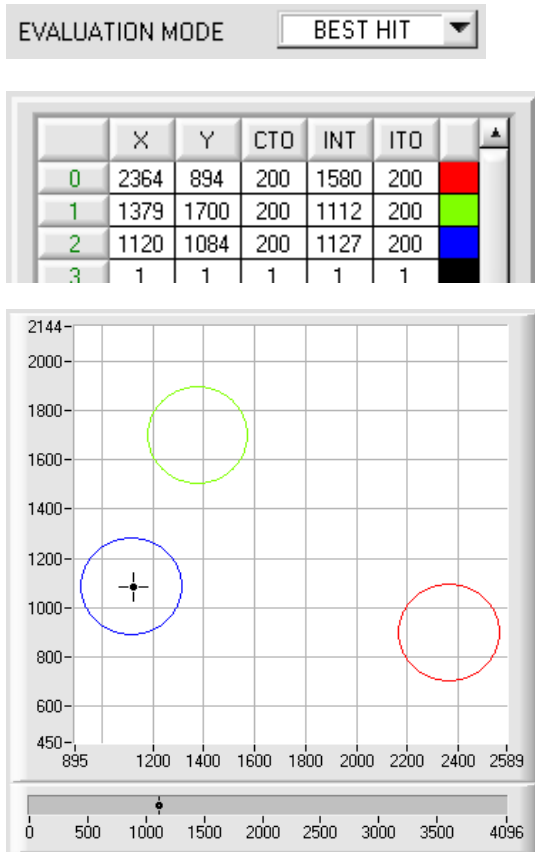 EVALUATION MODE BEST HIT
X Y CTO INT ITO
0 2364 894 200 1580 200
1 1379 1700 200 1112 200
2 1120 1084 200 1127 200
3 1 1 1 1 1
2144
2000
1800
1600
1400
1200
1000
800
600
450
895 1200 1400 1600 1800 2000 2200 2400 2589
0 500 1000 1500 2000 2500 3000 3500 4096